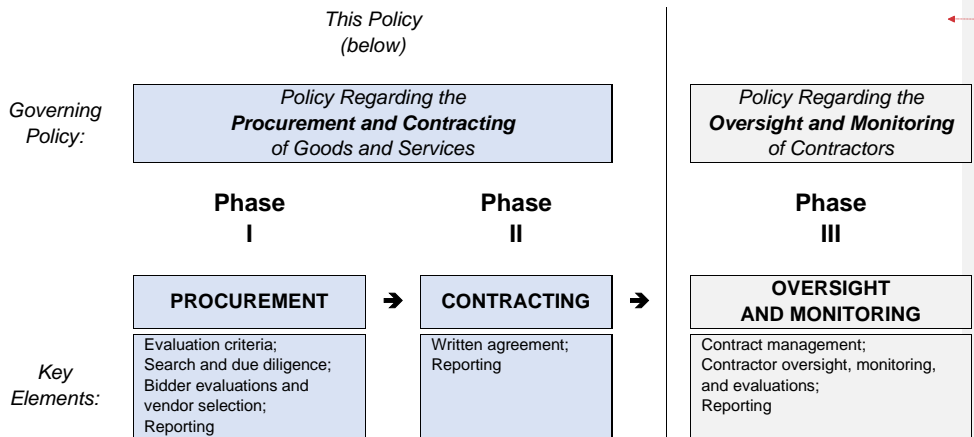 This Policy
(below)
Governing
Policy:
Policy Regarding the
Procurement and Contracting
of Goods and Services
Policy Regarding the
Oversight and Monitoring
of Contractors
Phase
I
Phase
II
Phase
III
PROCUREMENT
➔
CONTRACTING
➔
OVERSIGHT
AND MONITORING
Key
Elements:
Evaluation criteria;
Search and due diligence;
Bidder evaluations and
vendor selection;
Reporting
Written agreement;
Reporting
Contract management;
Contractor oversight, monitoring,
and evaluations;
Reporting